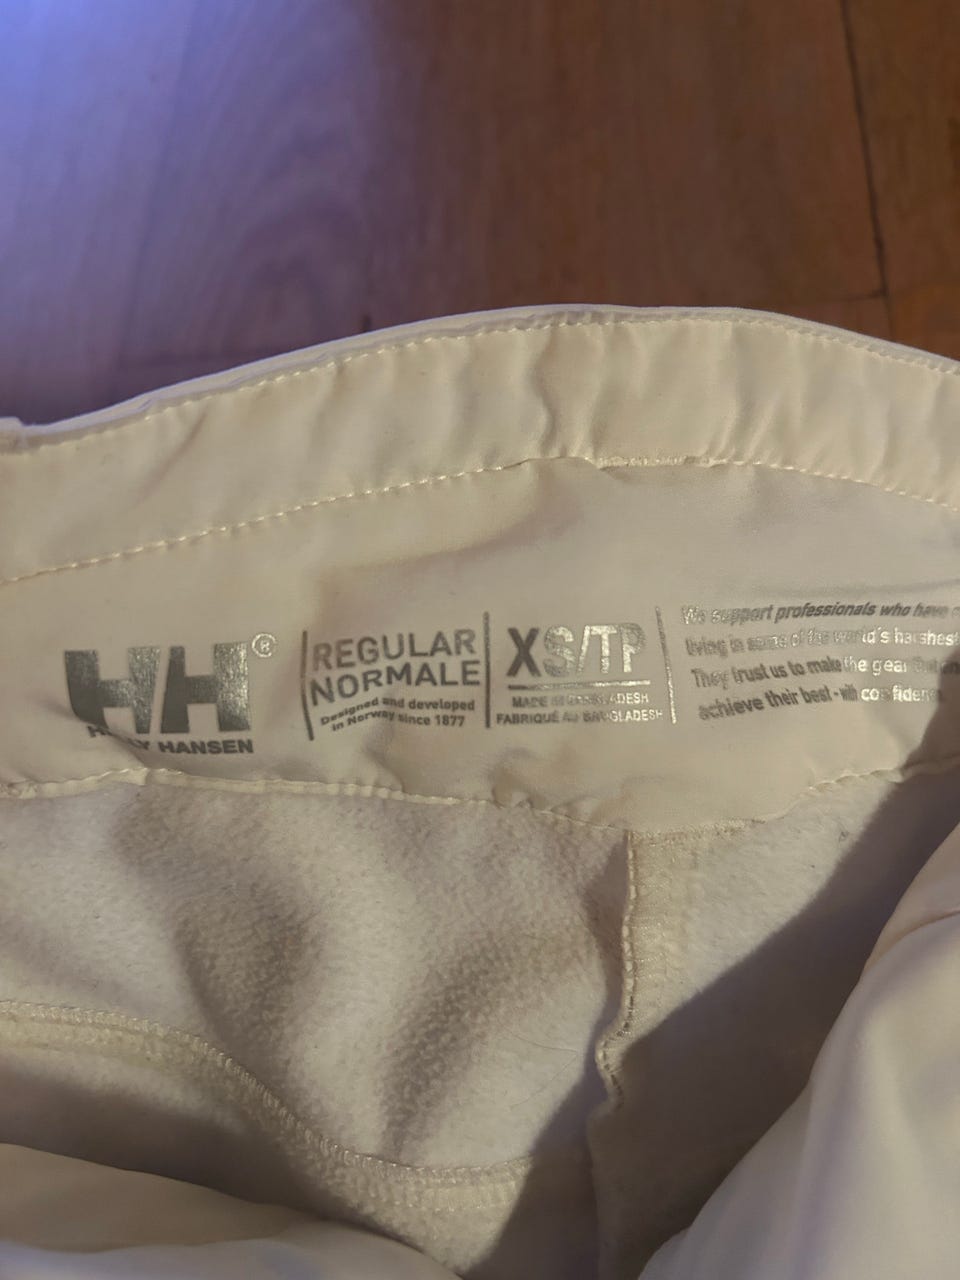 HH®
HELLY HANSEN
REGULAR
NORMALE
Designed and developed
in Norway since 1877
XS/TP
MADE IN BANGLADESH
FABRIQUÉ AU BANGLADESH
We support professionals who have
living in some of the world's harshest
They trust us to make the gear that
achieve their best - with confidence.